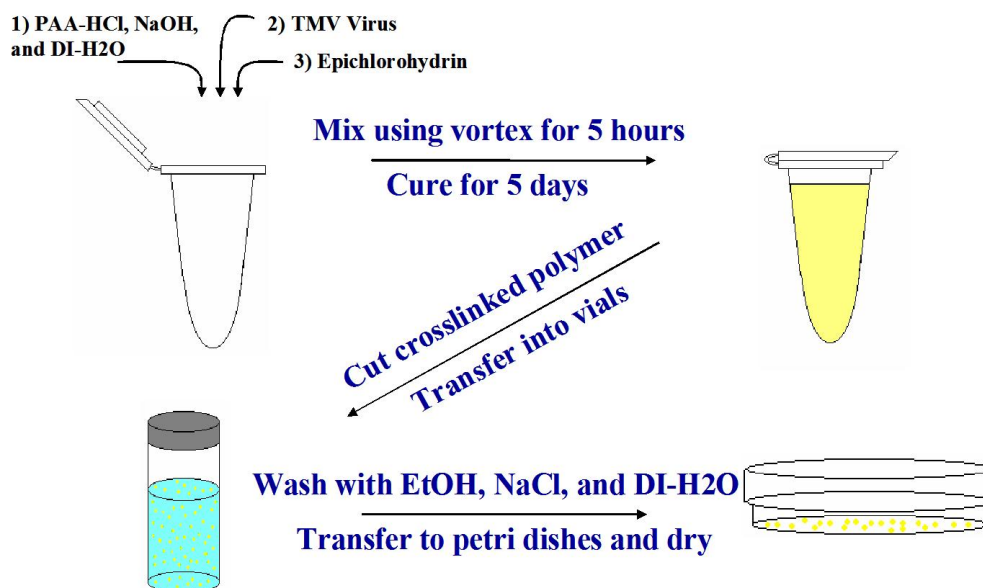 1) PAA-HCl, NaOH,
and DI-H2O
2) TMV Virus
3) Epichlorohydrin
Mix using vortex for 5 hours
Cure for 5 days
Cut crosslinked polymer
Transfer into vials
Wash with EtOH, NaCl, and DI-H2O
Transfer to petri dishes and dry